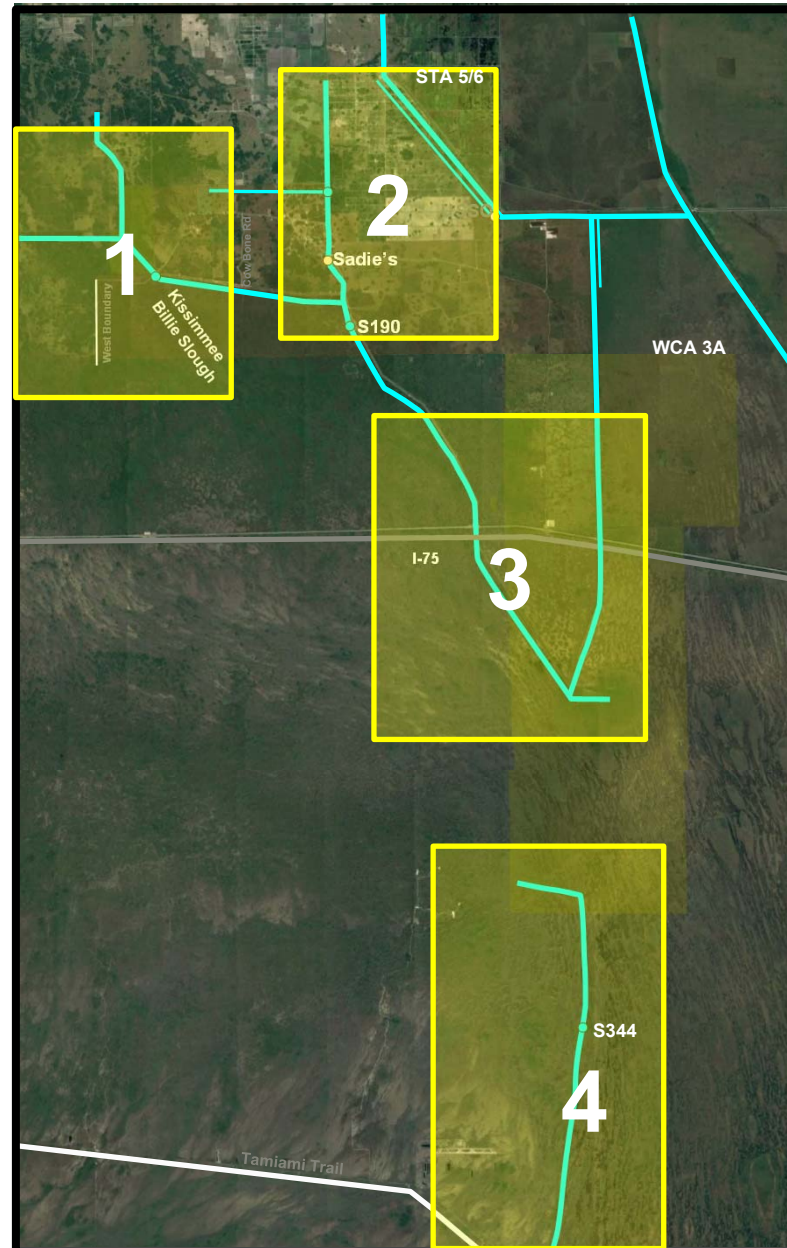 STA 5/6
2
1
Cow Bone Rd
Sadie's
West Boundary
Kissimmee
Billie Slough
S190
WCA 3A
I-75
3
S344
4
Tamiami Trail